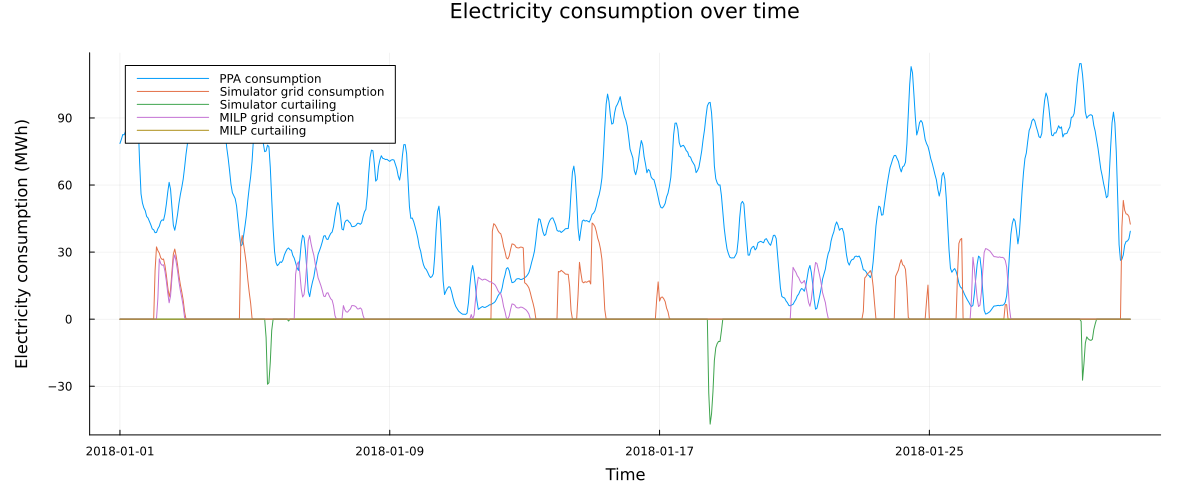 Electricity consumption over time
PPA consumption
Simulator grid consumption
Simulator curtailing
MILP grid consumption
MILP curtailing
Electricity consumption (MWh)
90
60
30
0
−30
2018-01-01
2018-01-09
2018-01-17
2018-01-25
Time